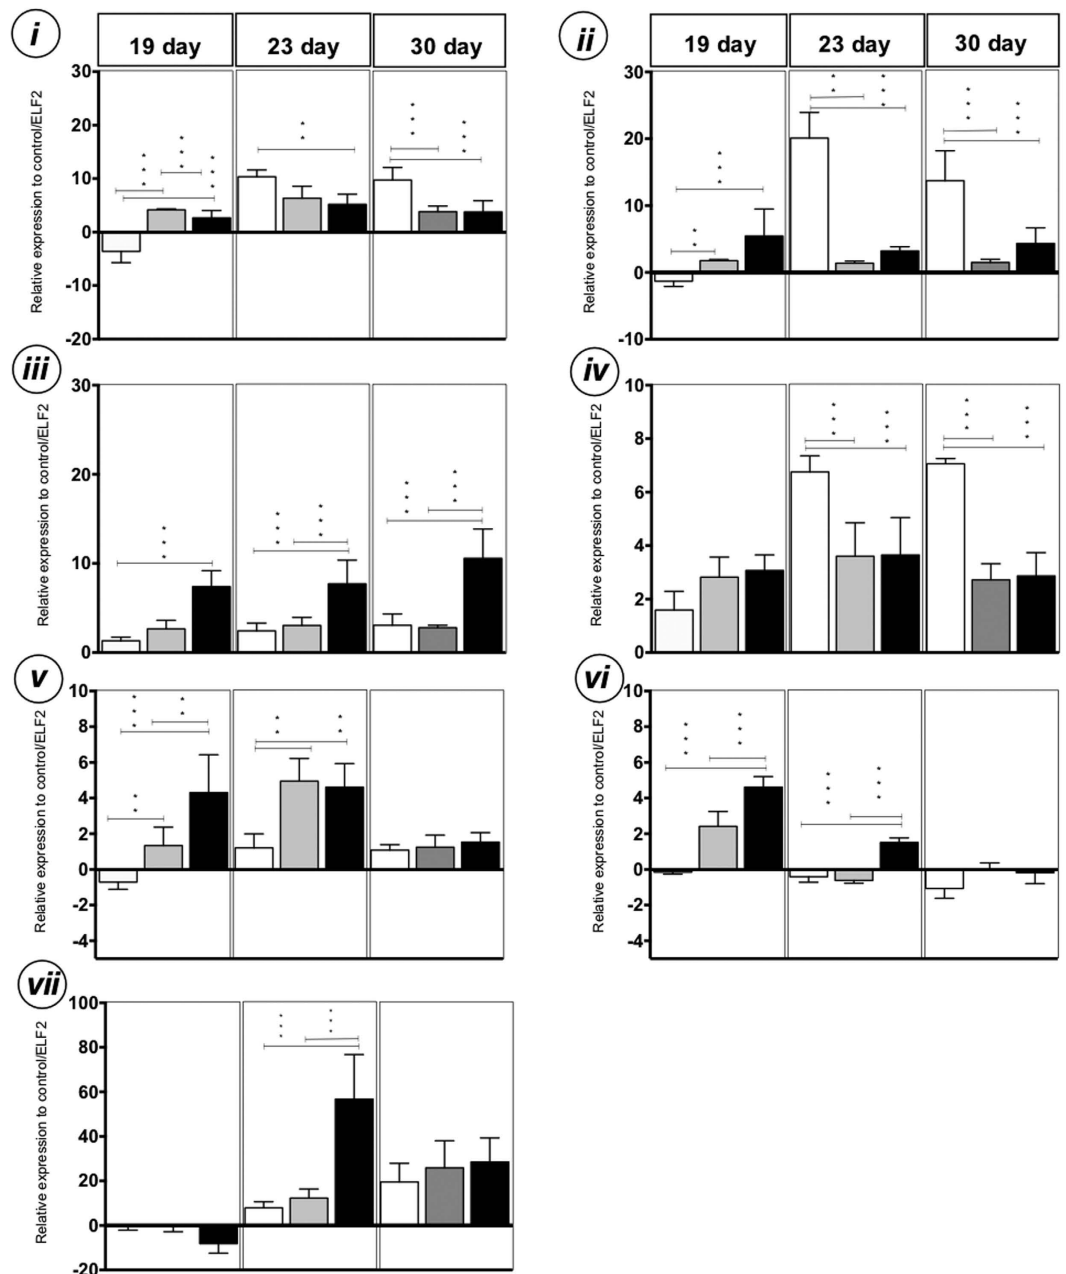 i
19 day
23 day
30 day
Relative expression to control/ELF2
30
20
10
0
-10
-20
* * *
* * *
* * *
* *
* * *
* * *
ii
19 day
23 day
30 day
Relative expression to control/ELF2
30
20
10
0
-10
* *
* * *
* *
* * *
* * *
* * *
iii
Relative expression to control/ELF2
30
20
10
0
* * *
* * *
* * *
* * *
* * *
iv
Relative expression to control/ELF2
10
8
6
4
2
0
* * *
* * *
* * *
* * *
v
Relative expression to control/ELF2
10
8
6
4
2
0
-2
-4
* *
* * *
* *
* *
* *
vi
Relative expression to control/ELF2
10
8
6
4
2
0
-2
-4
* * *
* * *
* * *
* * *
vii
Relative expression to control/ELF2
100
80
60
40
20
0
-20
* * *
* * *